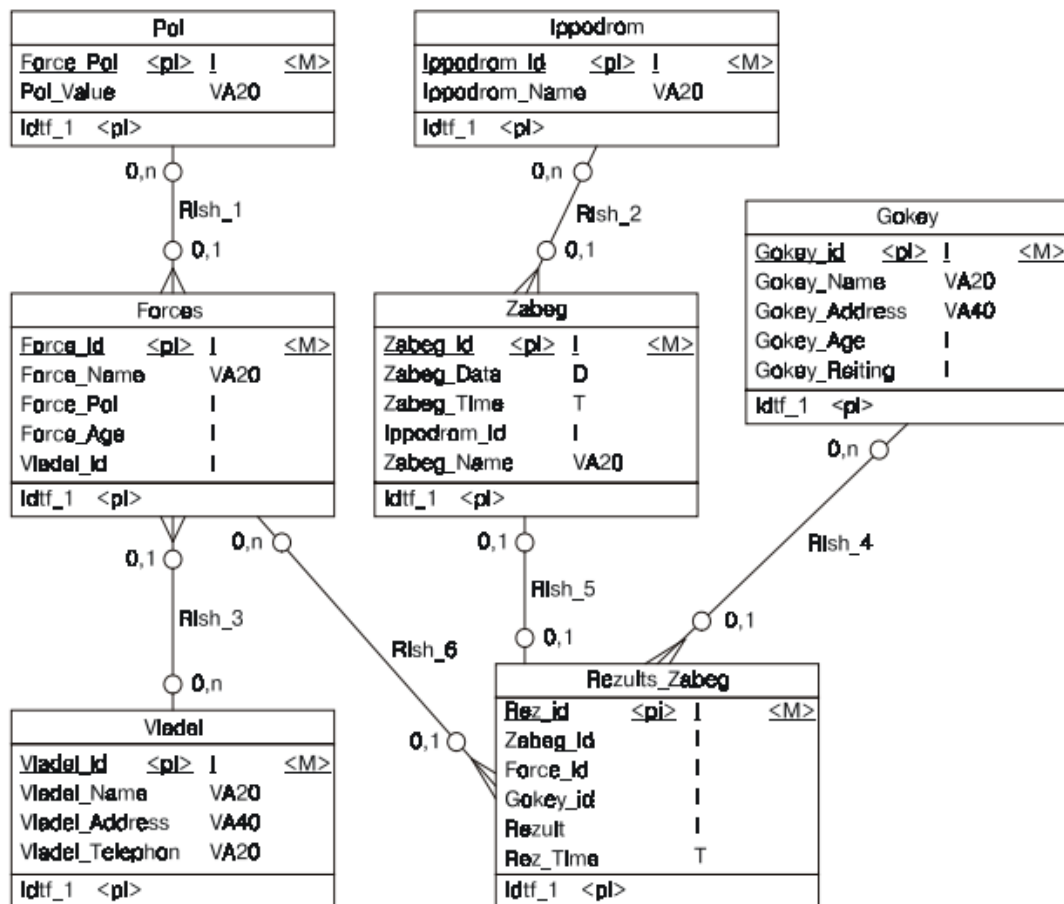 Pol
Force_Pol <pi> I <M>
Pol_Value VA20
Idtf_1 <pi>
Ippodrom
Ippodrom_Id <pi> I <M>
Ippodrom_Name VA20
Idtf_1 <pi>
0,n
Rlsh_1
0,1
0,n
Rlsh_2
0,1
Gokey
Gokey_id <pi> I <M>
Gokey_Name VA20
Gokey_Address VA40
Gokey_Age I
Gokey_Reiting I
Idtf_1 <pi>
Forces
Force_Id <pi> I <M>
Force_Name VA20
Force_Pol I
Force_Age I
Vladel_Id I
Idtf_1 <pi>
Zabeg
Zabeg_Id <pi> I <M>
Zabeg_Data D
Zabeg_Time T
Ippodrom_Id I
Zabeg_Name VA20
Idtf_1 <pi>
0,1
Rlsh_3
0,n
0,n
Rlsh_6
0,1
0,1
Rlsh_5
0,1
0,n
Rlsh_4
0,1
Vladel
Vladel_Id <pi> I <M>
Vladel_Name VA20
Vladel_Address VA40
Vladel_Telephon VA20
Idtf_1 <pi>
Rezults_Zabeg
Rez_id <pi> I <M>
Zabeg_Id I
Force_Id I
Gokey_id I
Rezult I
Rez_Time T
Idtf_1 <pi>